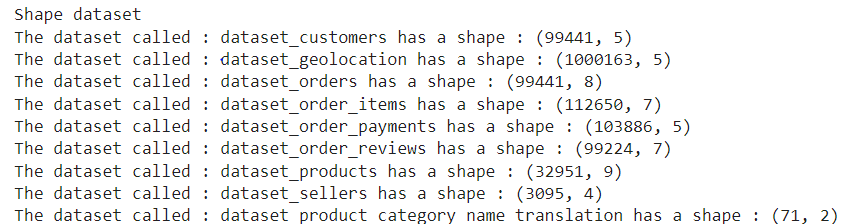 Shape dataset
The dataset called : dataset_customers has a shape : (99441, 5)
The dataset called : dataset_geolocation has a shape : (1000163, 5)
The dataset called : dataset_orders has a shape : (99441, 8)
The dataset called : dataset_order_items has a shape : (112650, 7)
The dataset called : dataset_order_payments has a shape : (103886, 5)
The dataset called : dataset_order_reviews has a shape : (99224, 7)
The dataset called : dataset_products has a shape : (32951, 9)
The dataset called : dataset_sellers has a shape : (3095, 4)
The dataset called : dataset_product_category_name_translation has a shape : (71, 2)